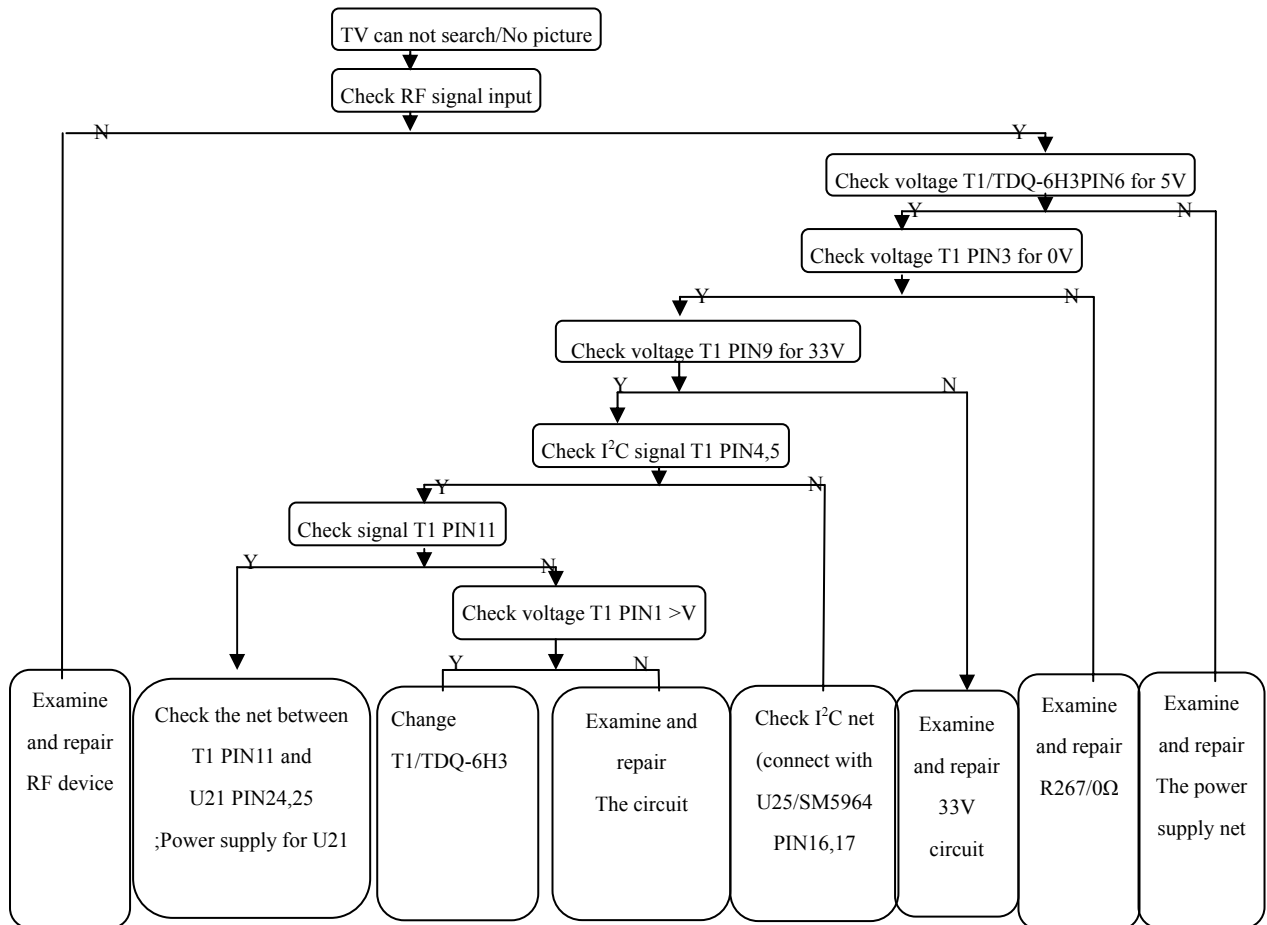 TV can not search/No picture
Check RF signal input
N
Y
Check voltage T1/TDQ-6H3PIN6 for 5V
Y
N
Check voltage T1 PIN3 for 0V
Y
N
Check voltage T1 PIN9 for 33V
Y
N
Check I²C signal T1 PIN4,5
Y
N
Check signal T1 PIN11
Y
N
Check voltage T1 PIN1 >V
Y
N
Examine
and repair
RF device
Check the net between
T1 PIN11 and
U21 PIN24,25
;Power supply for U21
Change
T1/TDQ-6H3
Examine and
repair
The circuit
Check I²C net
(connect with
U25/SM5964
PIN16,17
Examine
and repair
33V
circuit
Examine
and repair
R267/0Ω
Examine
and repair
The power
supply net